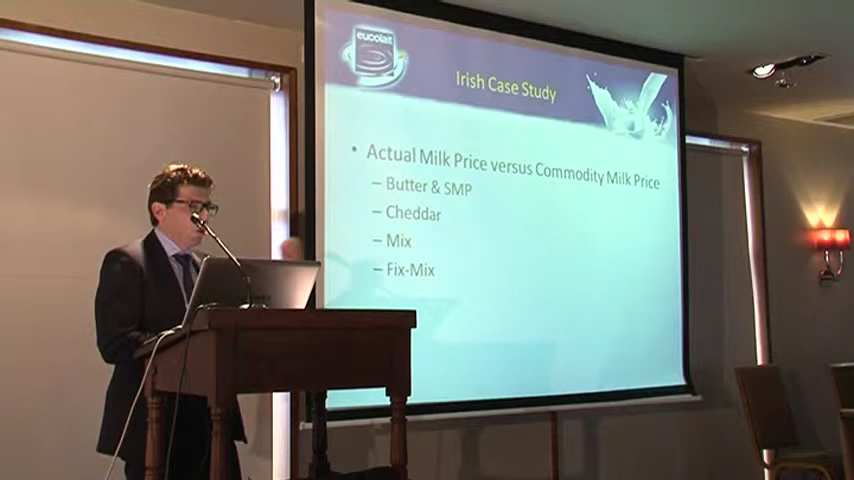 eucolait
Irish Case Study
• Actual Milk Price versus Commodity Milk Price
– Butter & SMP
– Cheddar
– Mix
– Fix-Mix